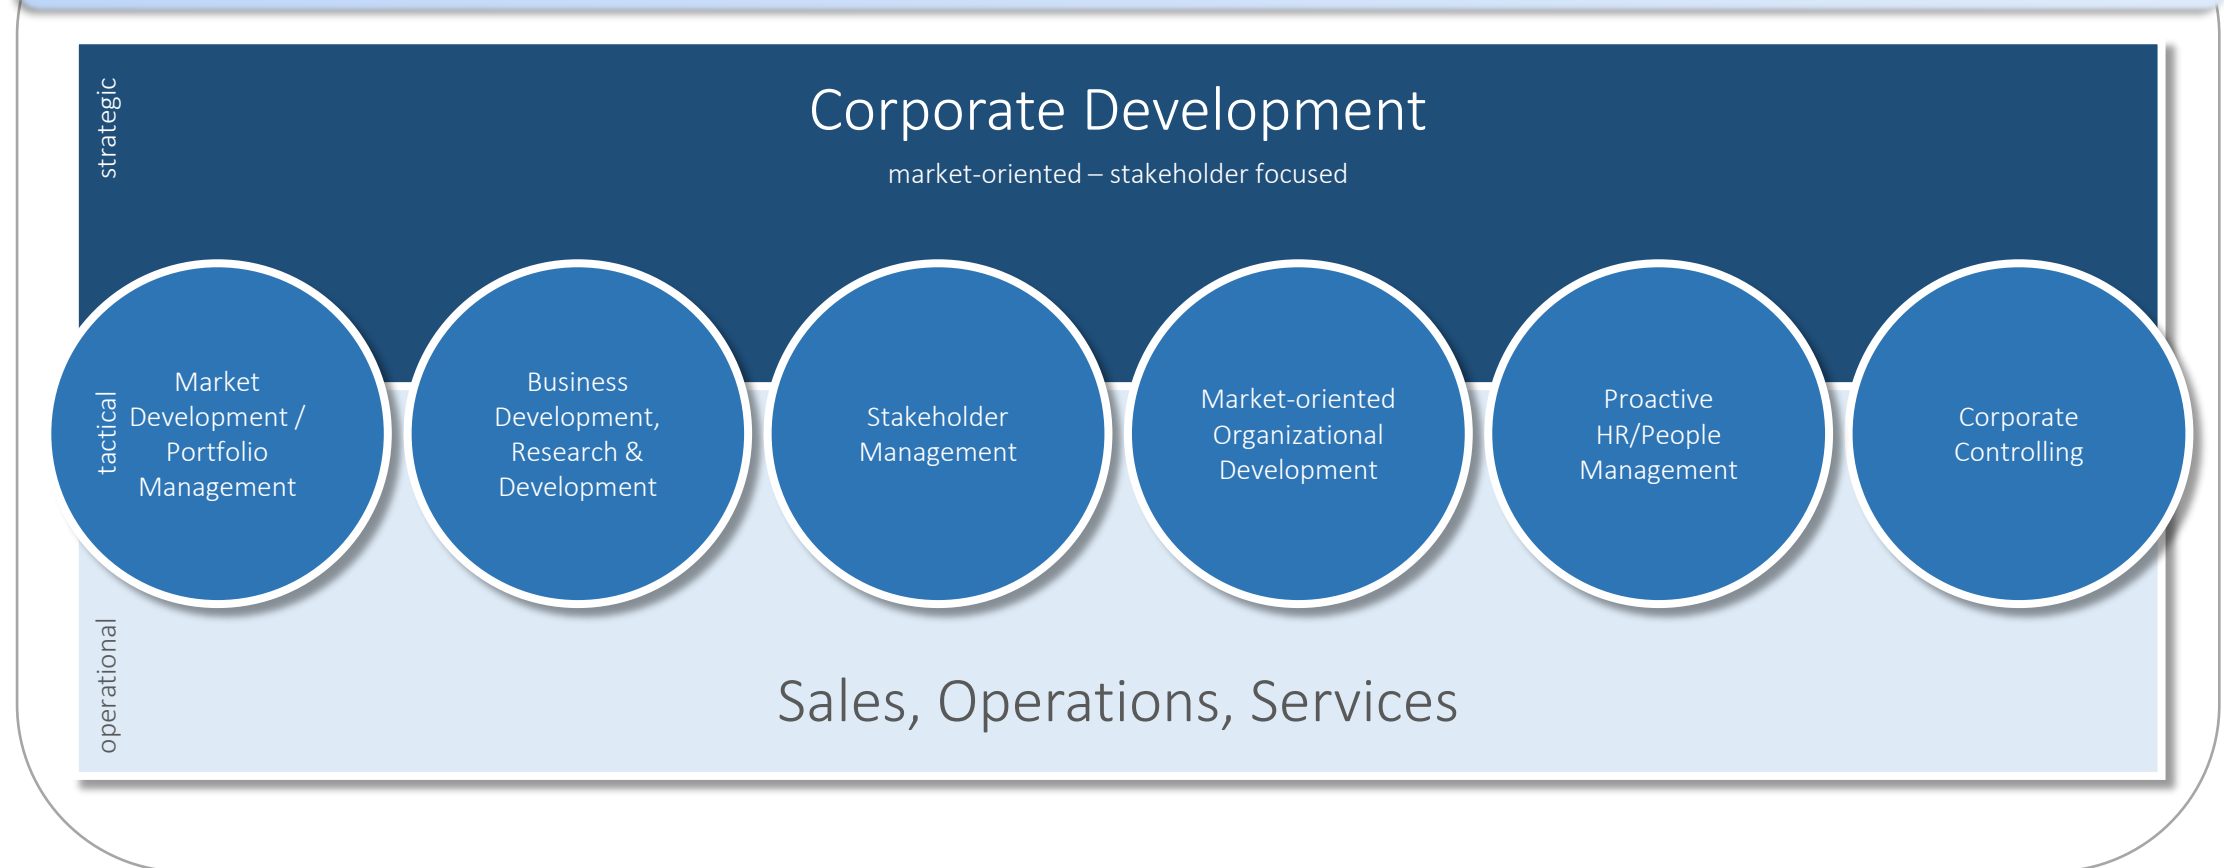 strategic
Corporate Development
market-oriented – stakeholder focused
tactical
Market
Development /
Portfolio
Management
Business
Development,
Research &
Development
Stakeholder
Management
Market-oriented
Organizational
Development
Proactive
HR/People
Management
Corporate
Controlling
operational
Sales, Operations, Services